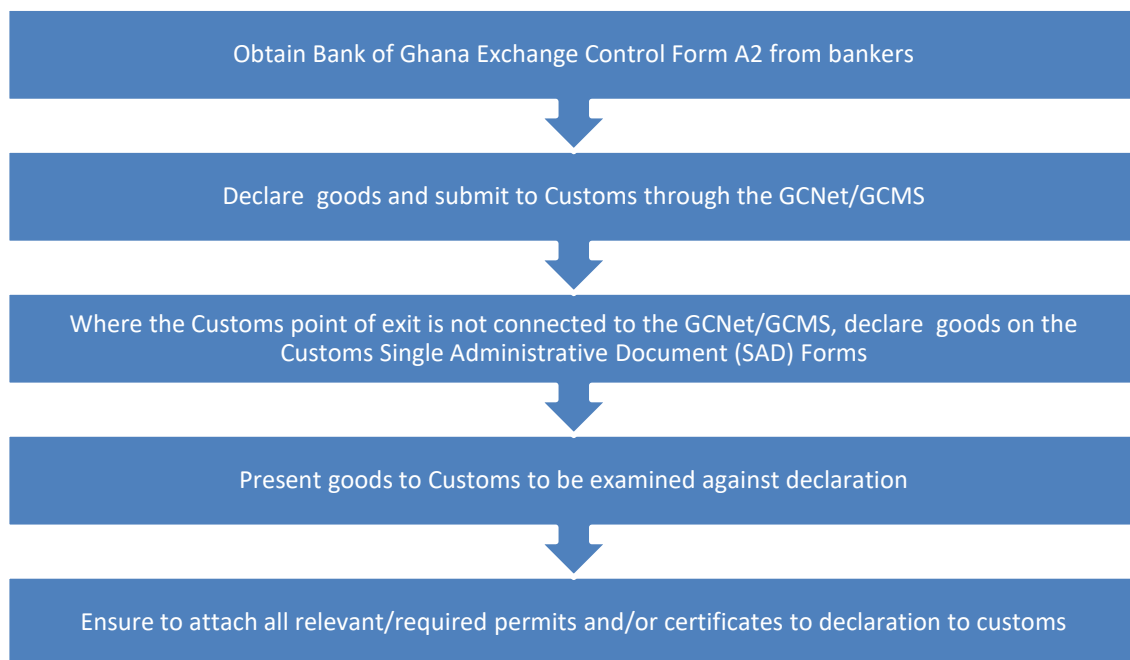 Obtain Bank of Ghana Exchange Control Form A2 from bankers
Declare  goods and submit to Customs through the GCNet/GCMS
Where the Customs point of exit is not connected to the GCNet/GCMS, declare  goods on the
Customs Single Administrative Document (SAD) Forms
Present goods to Customs to be examined against declaration
Ensure to attach all relevant/required permits and/or certificates to declaration to customs